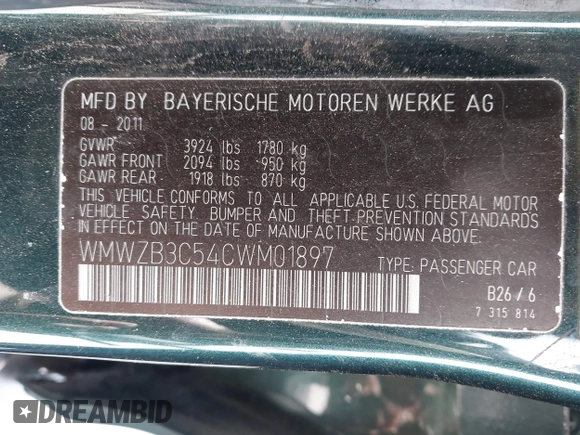 MFD BY BAYERISCHE MOTOREN WERKE AG
08 - 2011
GVWR 3924 lbs 1780 kg
GAWR FRONT 2094 lbs 950 kg
GAWR REAR 1918 lbs 870 kg
THIS VEHICLE CONFORMS TO ALL APPLICABLE U.S. FEDERAL MOTOR
VEHICLE SAFETY, BUMPER AND THEFT PREVENTION STANDARDS
IN EFFECT ON THE DATE OF MANUFACTURE SHOWN ABOVE.
WMWZB3C54CWM01897 TYPE: PASSENGER CAR
B26 / 6
7 315 814
DREAMBID